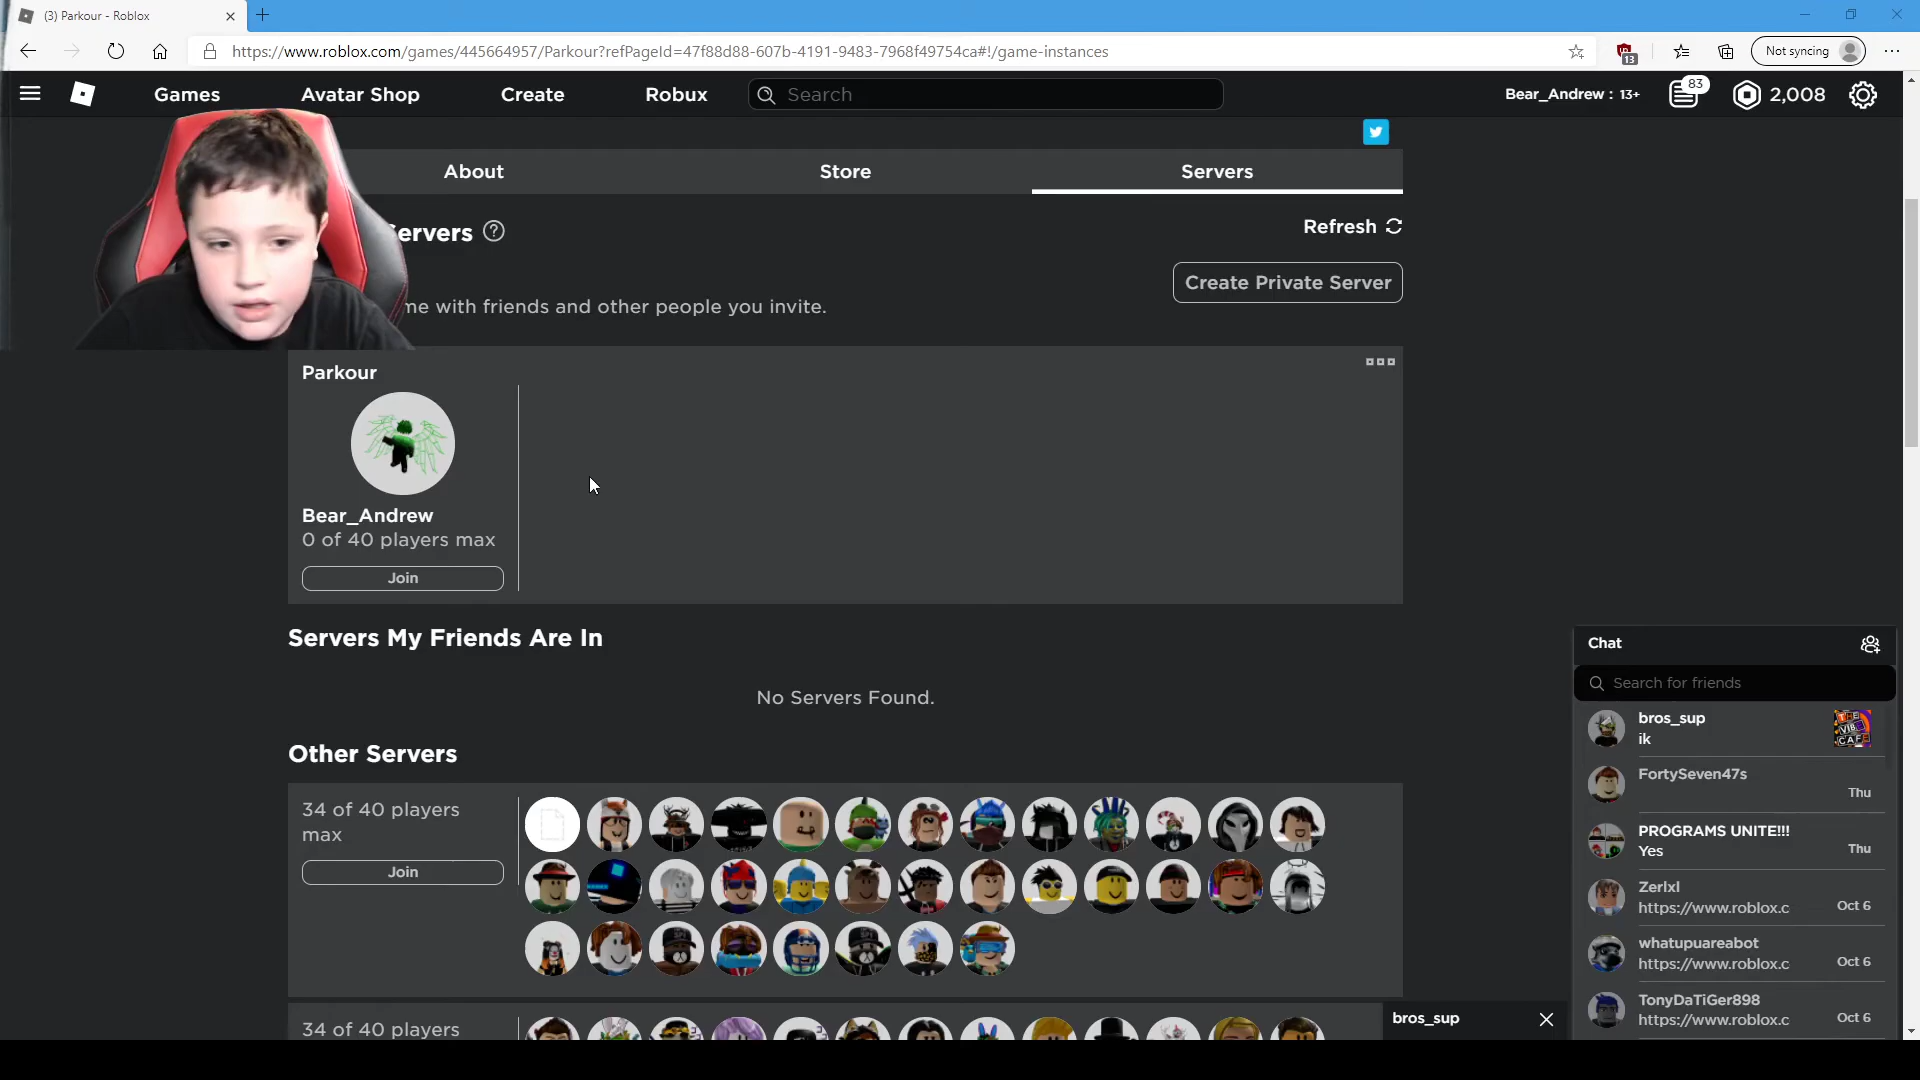 (3) Parkour - Roblox
https://www.roblox.com/games/445664957/Parkour?refPageId=47f88d88-607b-4191-9483-7968f49754ca#!/game-instances
13
Not syncing
Games
Avatar Shop
Create
Robux
Search
Bear_Andrew : 13+
83
2,008
About
Store
Servers
ervers
Refresh
Create Private Server
me with friends and other people you invite.
Parkour
Bear_Andrew
0 of 40 players max
Join
Servers My Friends Are In
No Servers Found.
Other Servers
34 of 40 players
max
Join
34 of 40 players
Chat
Search for friends
bros_sup
ik
THE VIBE CAFE
FortySeven47s
Thu
PROGRAMS UNITE!!!
Yes
Thu
Zerlxl
https://www.roblox.c
Oct 6
whatupuareabot
https://www.roblox.c
Oct 6
TonyDaTiGer898
https://www.roblox.c
Oct 6
bros_sup